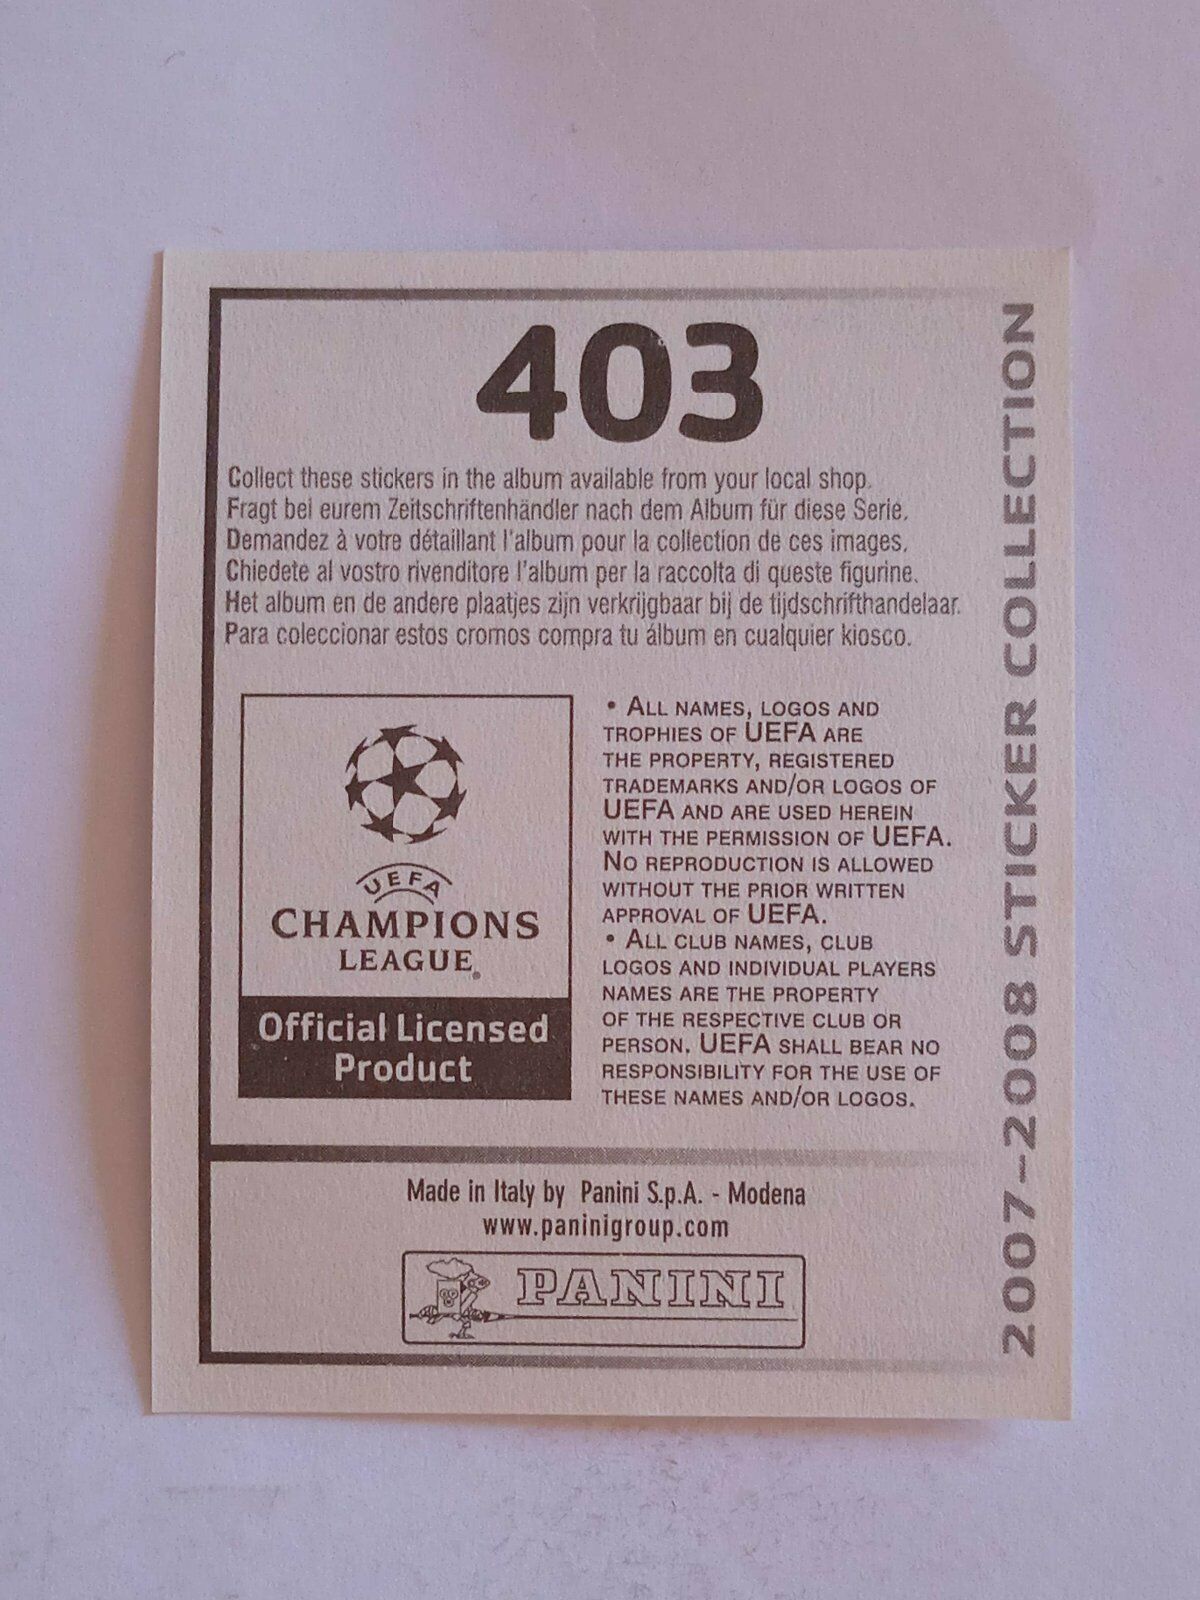 403
Collect these stickers in the album available from your local shop.
Fragt bei eurem Zeitschriftenhändler nach dem Album für diese Serie.
Demandez à votre détaillant l'album pour la collection de ces images.
Chiedete al vostro rivenditore l'album per la raccolta di queste figurine.
Het album en de andere plaatjes zijn verkrijgbaar bij de tijdschrifthandelaar.
Para coleccionar estos cromos compra tu álbum en cualquier kiosco.
UEFA
CHAMPIONS
LEAGUE®
Official Licensed
Product
• ALL NAMES, LOGOS AND
TROPHIES OF UEFA ARE
THE PROPERTY, REGISTERED
TRADEMARKS AND/OR LOGOS OF
UEFA AND ARE USED HEREIN
WITH THE PERMISSION OF UEFA.
NO REPRODUCTION IS ALLOWED
WITHOUT THE PRIOR WRITTEN
APPROVAL OF UEFA.
• ALL CLUB NAMES, CLUB
LOGOS AND INDIVIDUAL PLAYERS
NAMES ARE THE PROPERTY
OF THE RESPECTIVE CLUB OR
PERSON. UEFA SHALL BEAR NO
RESPONSIBILITY FOR THE USE OF
THESE NAMES AND/OR LOGOS.
Made in Italy by Panini S.p.A. - Modena
www.paninigroup.com
PANINI
2007-2008 STICKER COLLECTION